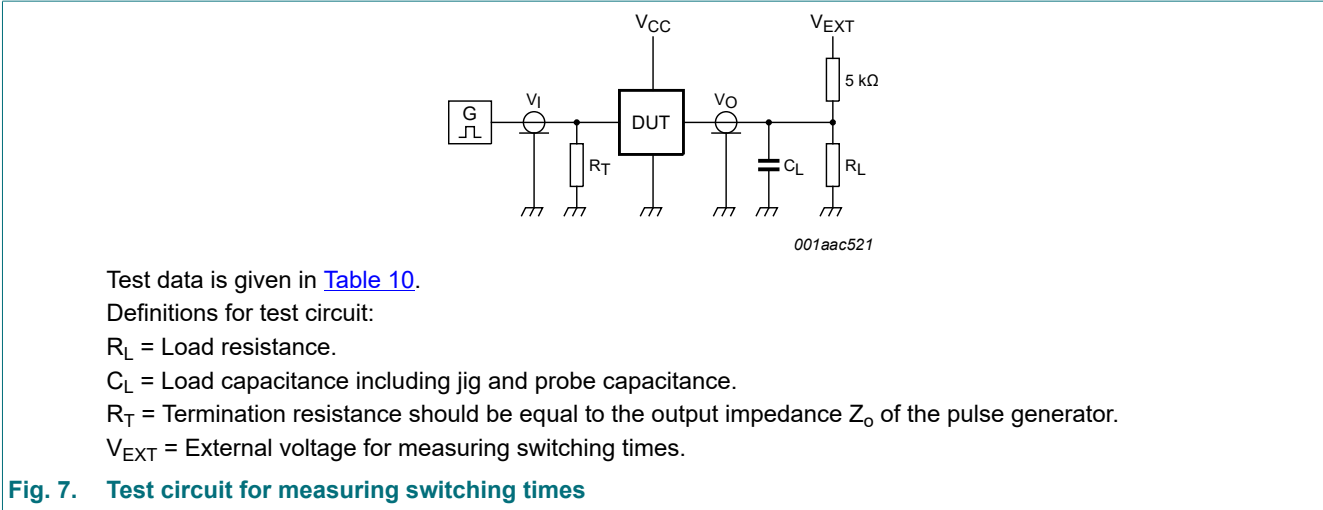 VCC
VEXT
5 kΩ
G
VI
DUT
VO
RT
CL
RL
001aac521
Test data is given in Table 10.
Definitions for test circuit:
RL = Load resistance.
CL = Load capacitance including jig and probe capacitance.
RT = Termination resistance should be equal to the output impedance Zo of the pulse generator.
VEXT = External voltage for measuring switching times.
Fig. 7. Test circuit for measuring switching times